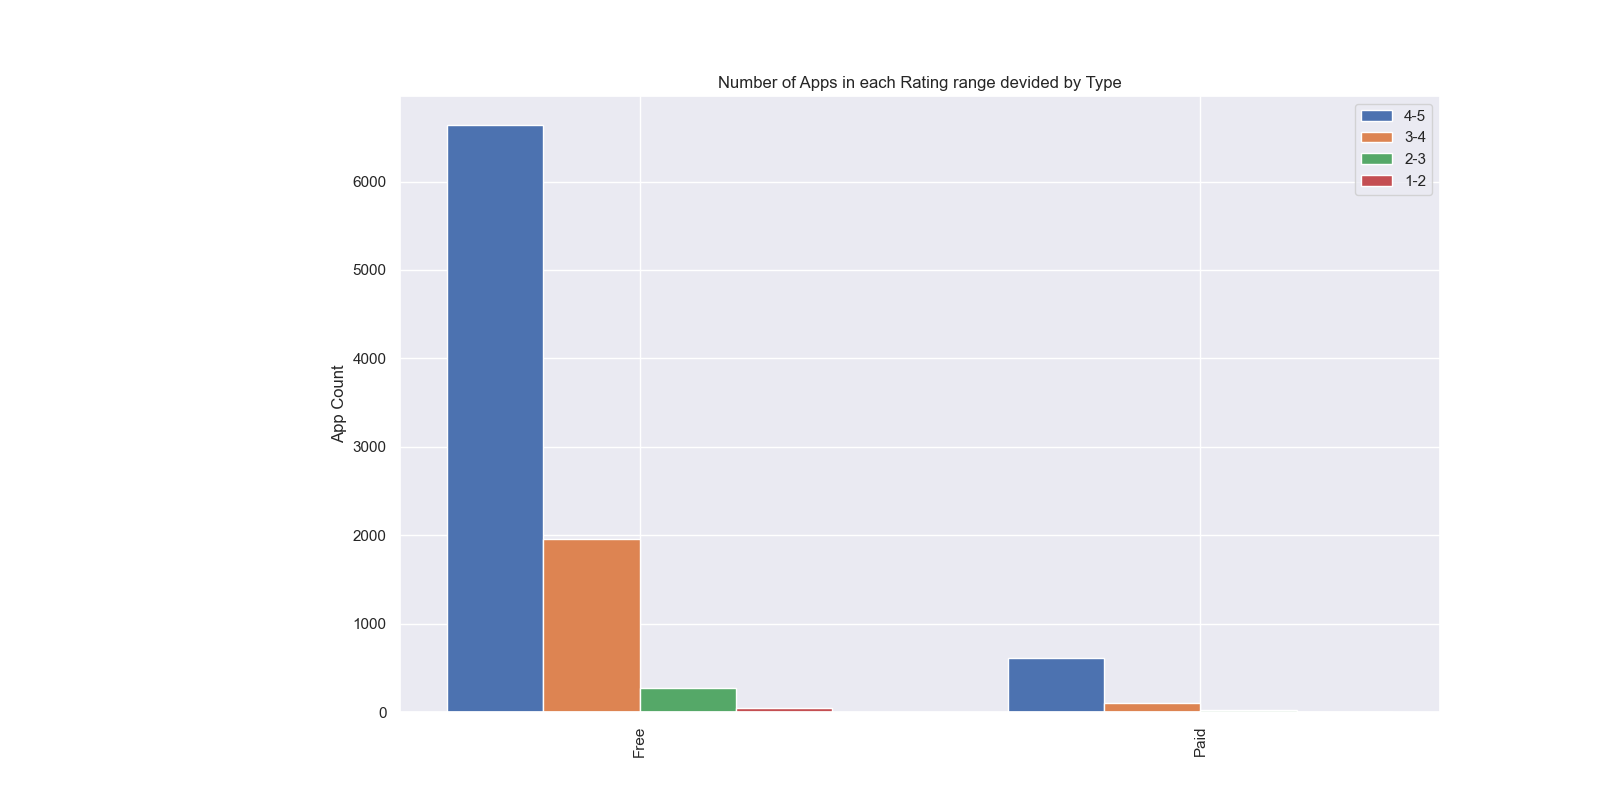 Number of Apps in each Rating range devided by Type
4-5
3-4
2-3
1-2
App Count
6000
5000
4000
3000
2000
1000
0
Free
Paid